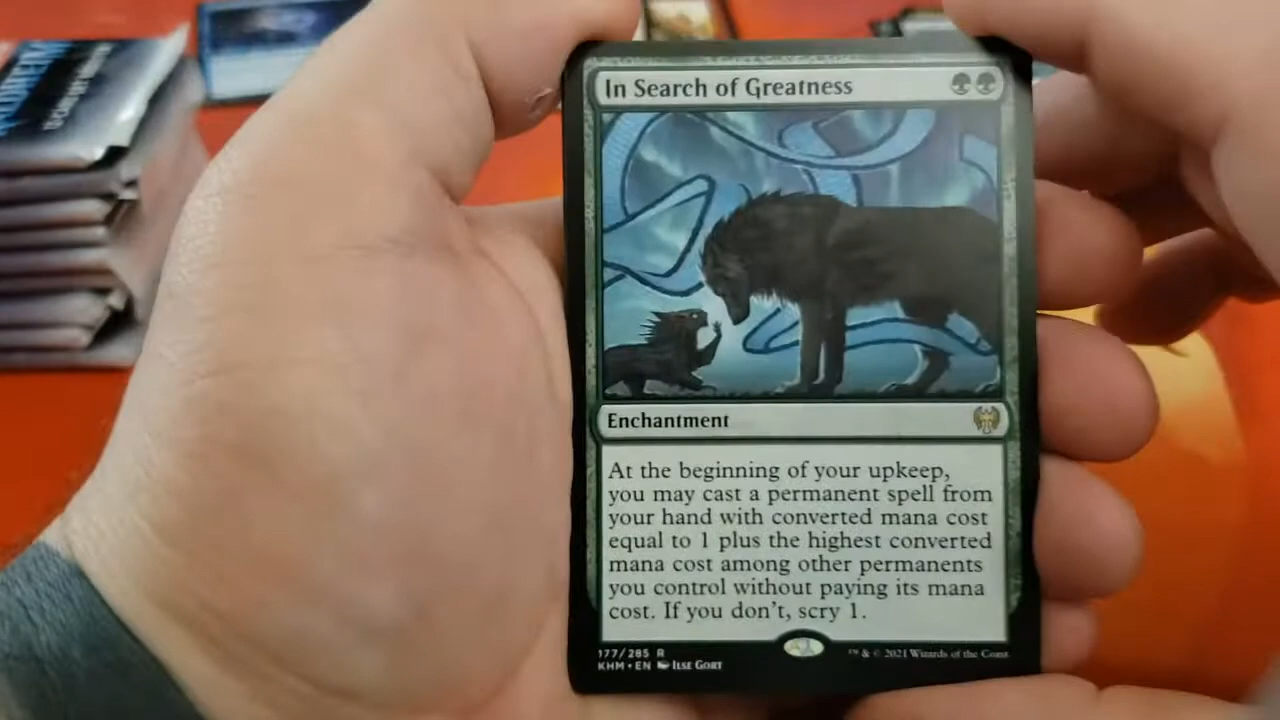 In Search of Greatness
Enchantment
At the beginning of your upkeep,
you may cast a permanent spell from
your hand with converted mana cost
equal to 1 plus the highest converted
mana cost among other permanents
you control without paying its mana
cost. If you don't, scry 1.
177/285 R
KHM • EN ILSE GORT
™ & © 2021 Wizards of the Coast